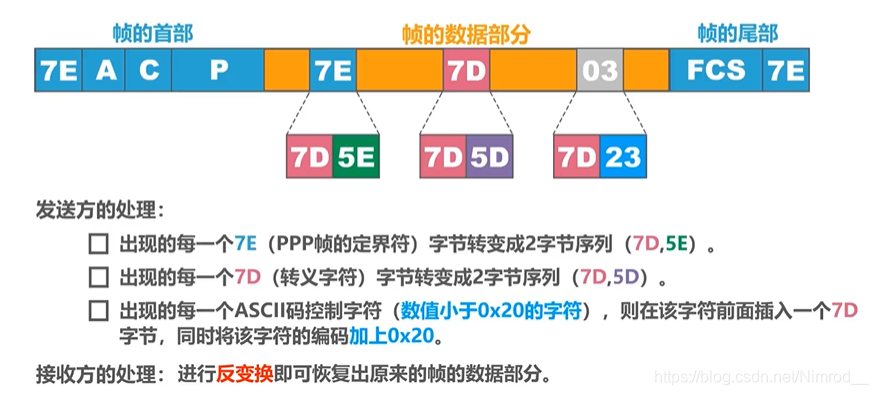 帧的首部 帧的数据部分 帧的尾部
7E A C P 7E 7D 03 FCS 7E
7D 5E 7D 5D 7D 23
发送方的处理：
出现的每一个7E（PPP帧的定界符）字节转变成2字节序列（7D,5E）。
出现的每一个7D（转义字符）字节转变成2字节序列（7D,5D）。
出现的每一个ASCII码控制字符（数值小于0x20的字符），则在该字符前面插入一个7D
字节，同时将该字符的编码加上0x20。
接收方的处理：进行反变换即可恢复出原来的帧的数据部分。
https://blog.csdn.net/Nimrod__